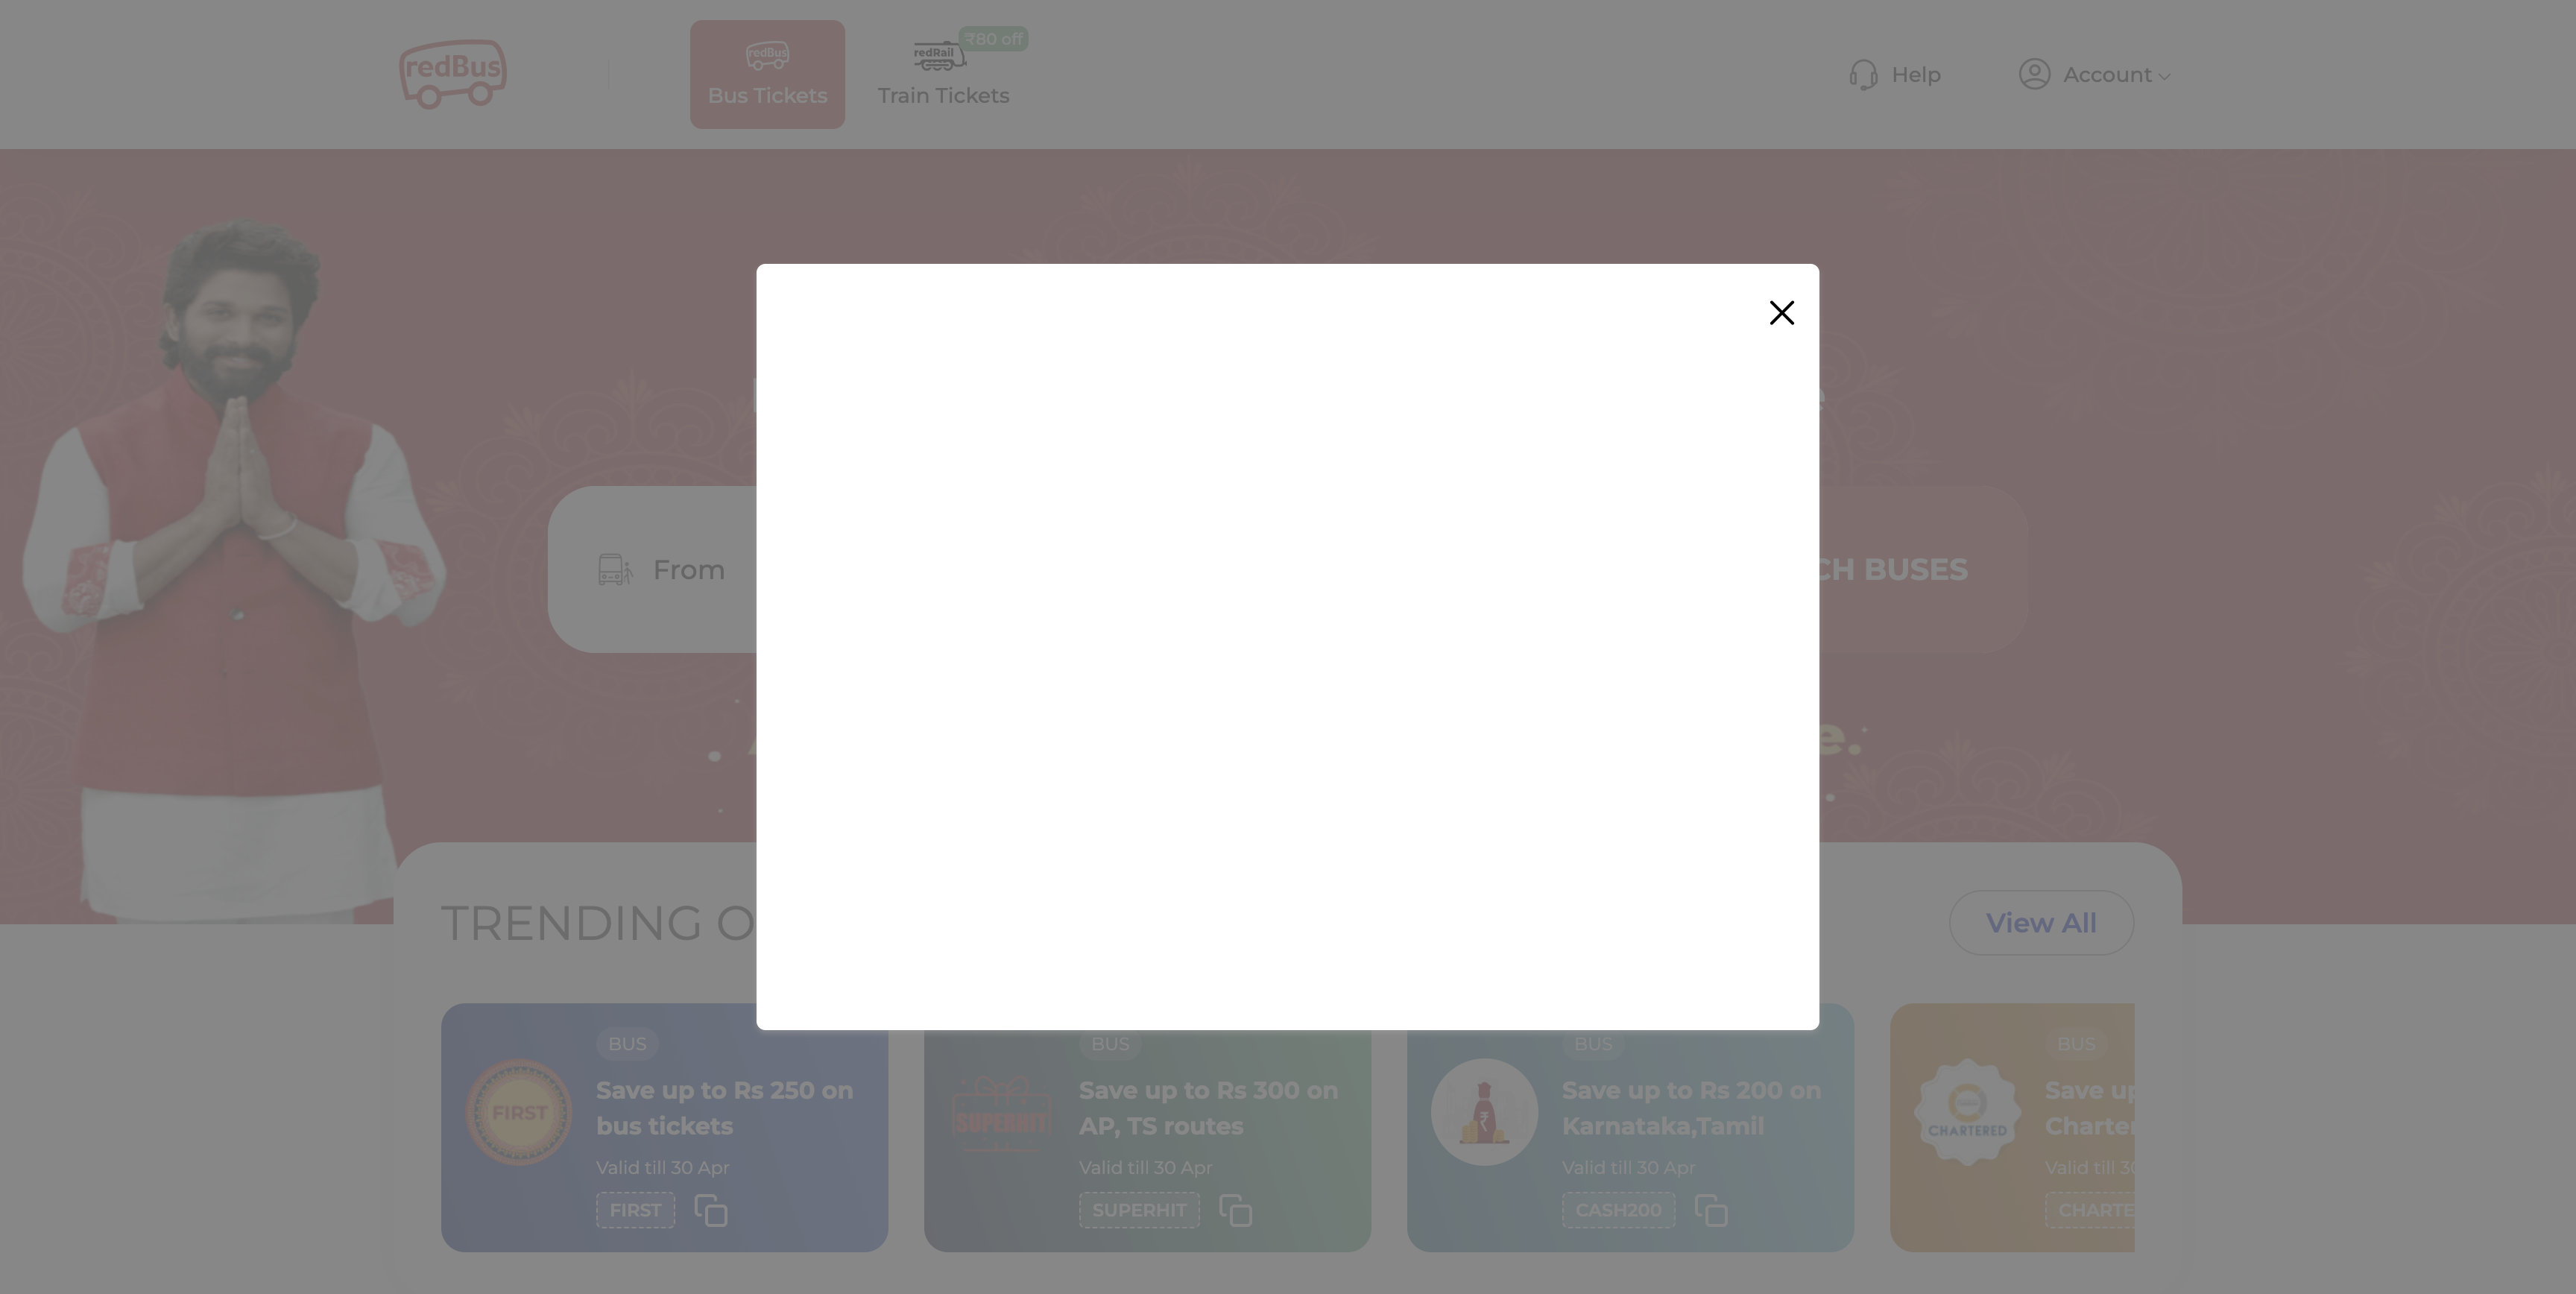 redBus
redBus
Bus Tickets
redRail
₹80 off
Train Tickets
Help
Account
From
CH BUSES
e.
TRENDING O
View All
FIRST
BUS
Save up to Rs 250 on
bus tickets
Valid till 30 Apr
FIRST
SUPERHIT
BUS
Save up to Rs 300 on
AP, TS routes
Valid till 30 Apr
SUPERHIT
BUS
Save up to Rs 200 on
Karnataka,Tamil
Valid till 30 Apr
CASH200
CHARTERED
BUS
Save up
Charter
Valid till 30
CHARTE